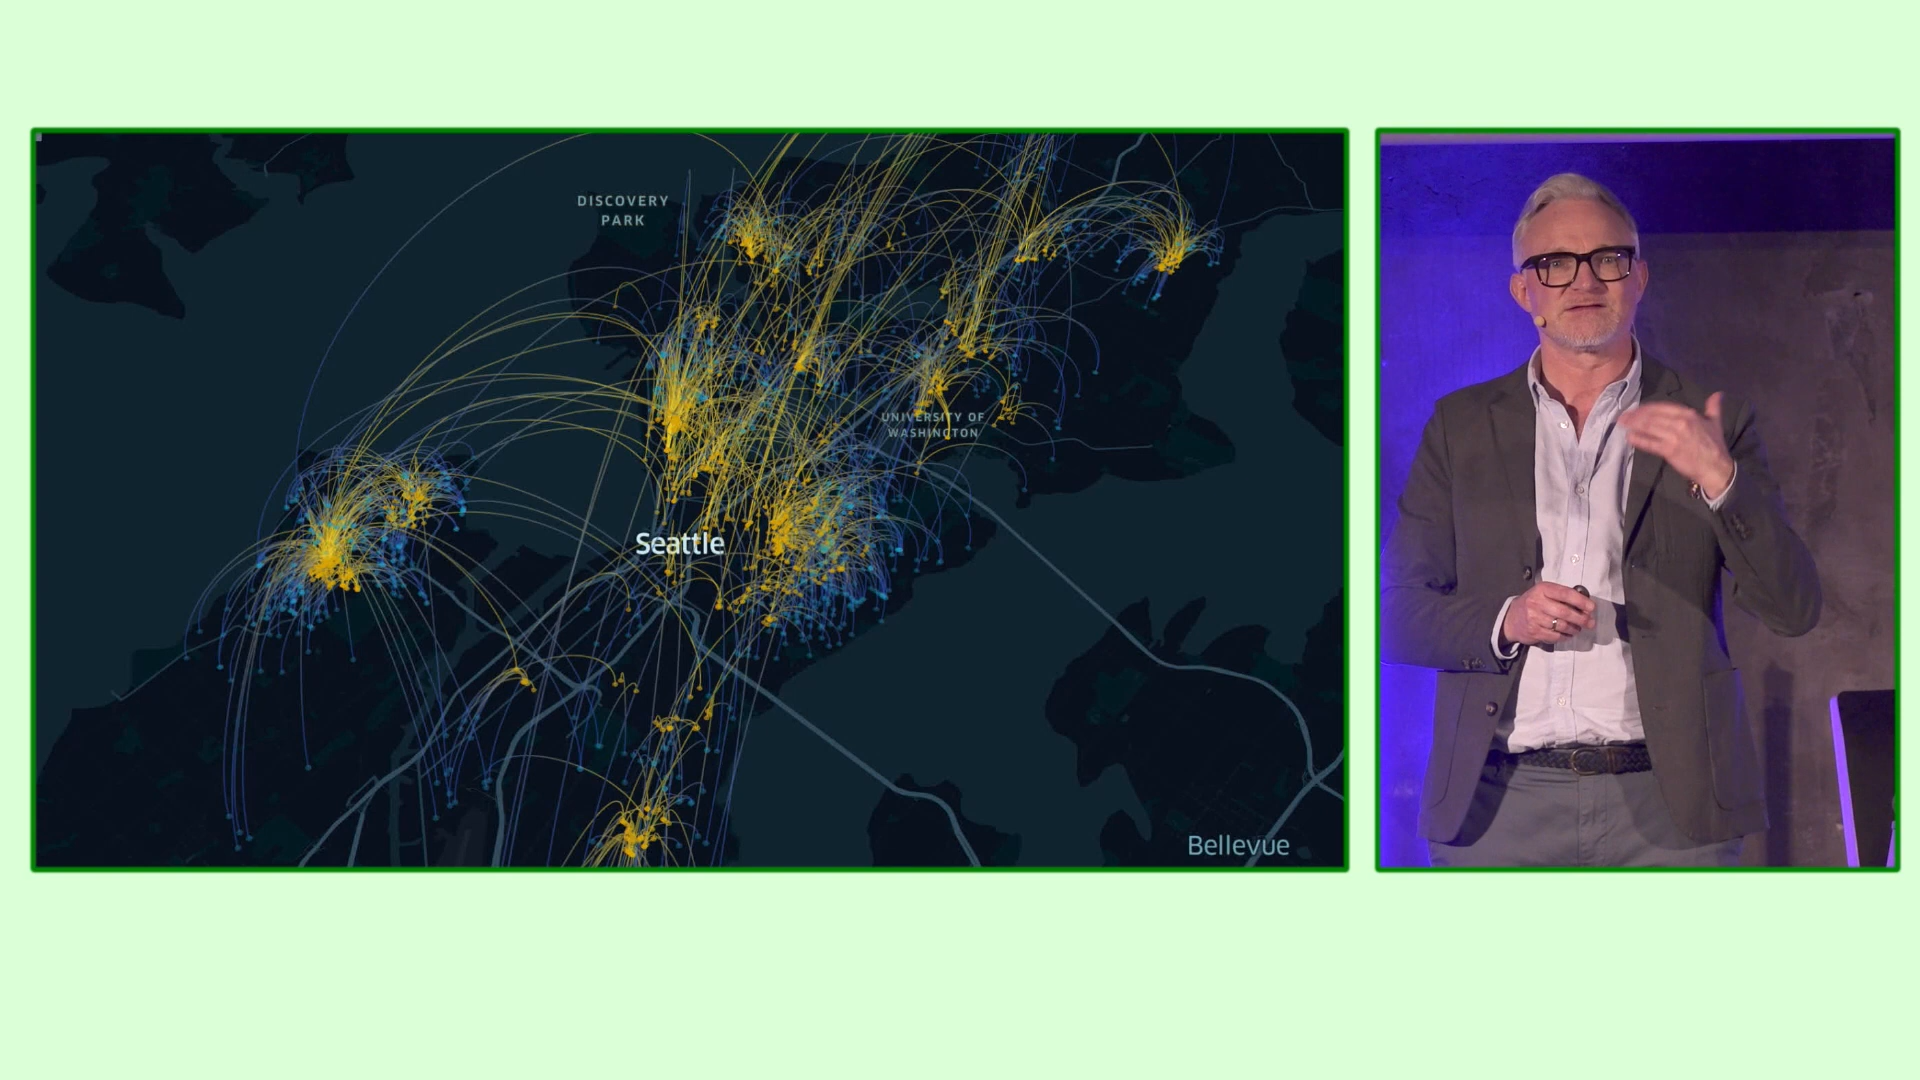 DISCOVERY
PARK
UNIVERSITY OF
WASHINGTON
Seattle
Bellevue